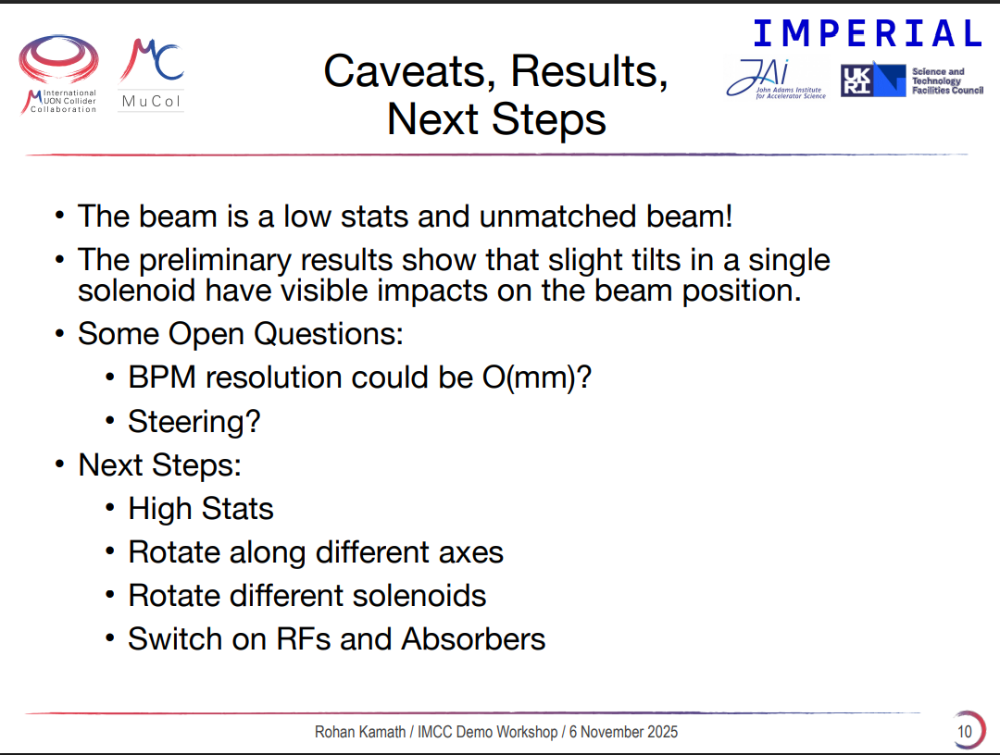 International
MUON Collider
Collaboration
MuCol
IMPERIAL
JAi
John Adams Institute
for Accelerator Science
UKRI
Science and
Technology
Facilities Council
Caveats, Results,
Next Steps
• The beam is a low stats and unmatched beam!
• The preliminary results show that slight tilts in a single
solenoid have visible impacts on the beam position.
• Some Open Questions:
• BPM resolution could be O(mm)?
• Steering?
• Next Steps:
• High Stats
• Rotate along different axes
• Rotate different solenoids
• Switch on RFs and Absorbers
Rohan Kamath / IMCC Demo Workshop / 6 November 2025
10